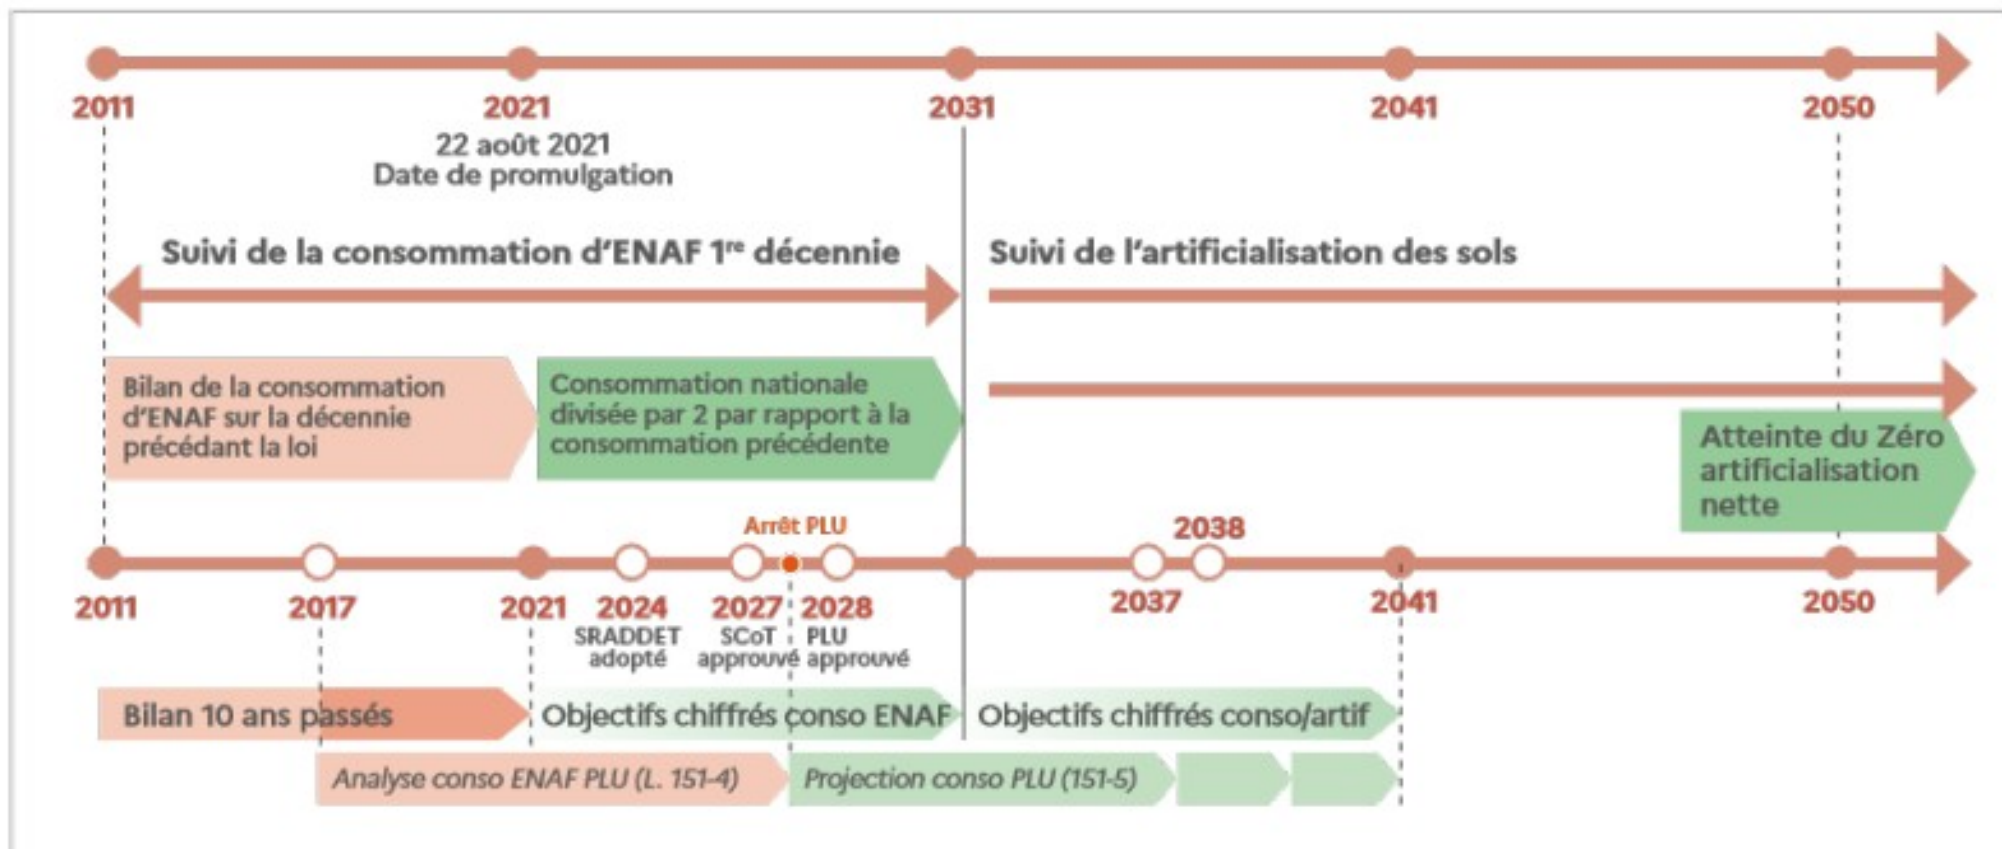 2011
2021
2031
2041
2050
22 août 2021
Date de promulgation
Suivi de la consommation d'ENAF 1re décennie
Suivi de l'artificialisation des sols
Bilan de la consommation
d'ENAF sur la décennie
précédant la loi
Consommation nationale
divisée par 2 par rapport à la
consommation précédente
Atteinte du Zéro
artificialisation
nette
Arrêt PLU
2038
2011
2017
2021
2024
2027
2028
2037
2041
2050
SRADDET
adopté
SCoT
approuvé
PLU
approuvé
Bilan 10 ans passés
Objectifs chiffrés conso ENAF
Objectifs chiffrés conso/artif
Analyse conso ENAF PLU (L. 151-4)
Projection conso PLU (151-5)